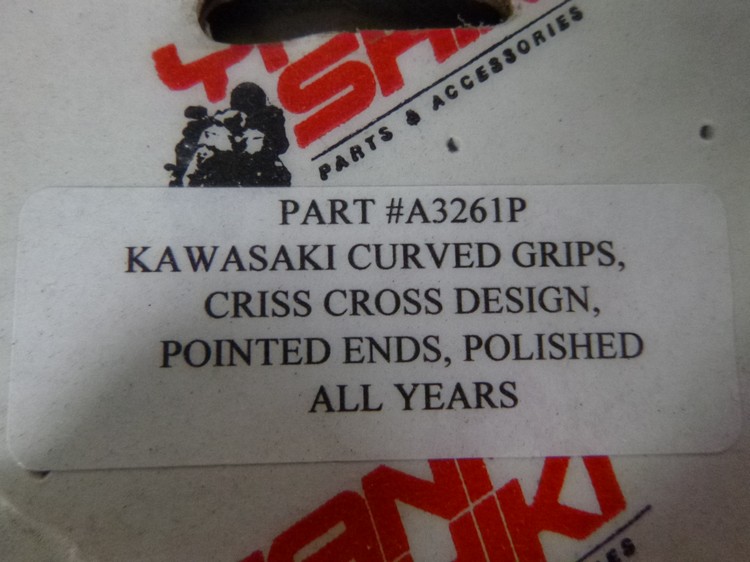 PARTS & ACCESSORIES
PART #A3261P
KAWASAKI CURVED GRIPS,
CRISS CROSS DESIGN,
POINTED ENDS, POLISHED
ALL YEARS